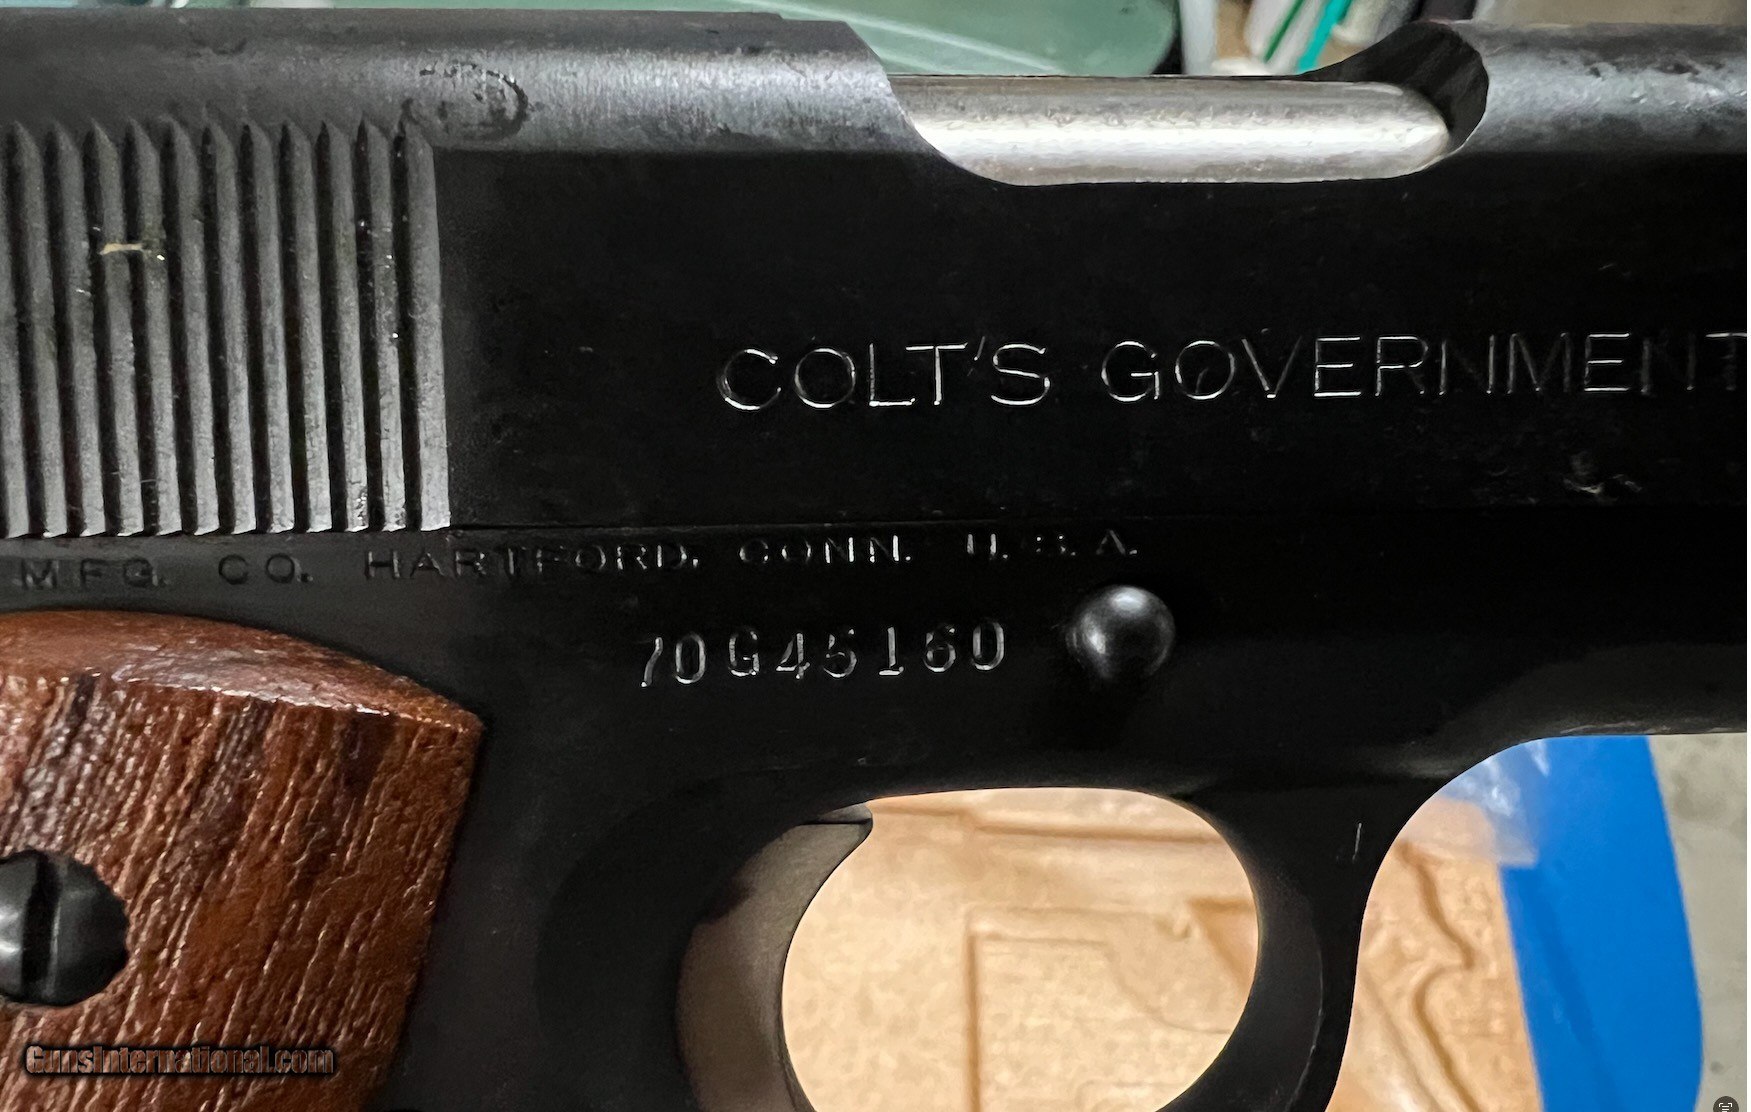 COLT'S GOVERNMENT
MFG. CO. HARTFORD, CONN. U.S.A.
70G45160
GunsInternational.com